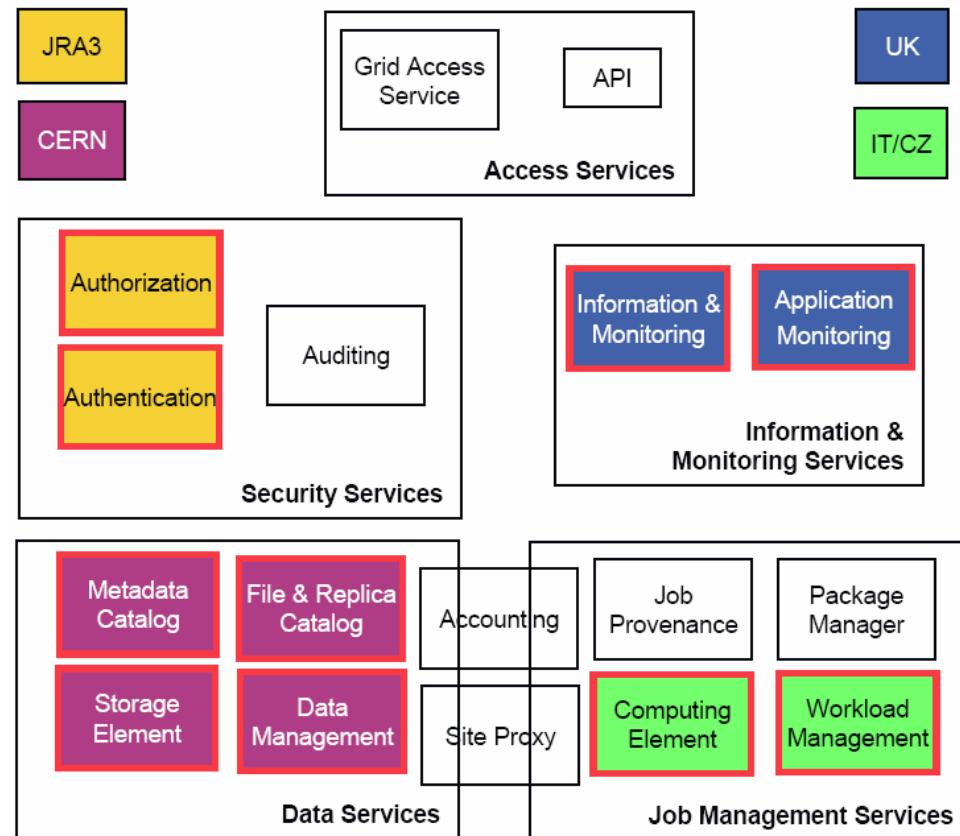 JRA3
CERN
Grid Access
Service
API
Access Services
UK
IT/CZ
Authorization
Authentication
Auditing
Security Services
Information &
Monitoring
Application
Monitoring
Information &
Monitoring Services
Metadata
Catalog
File & Replica
Catalog
Storage
Element
Data
Management
Data Services
Accounting
Site Proxy
Job
Provenance
Package
Manager
Computing
Element
Workload
Management
Job Management Services